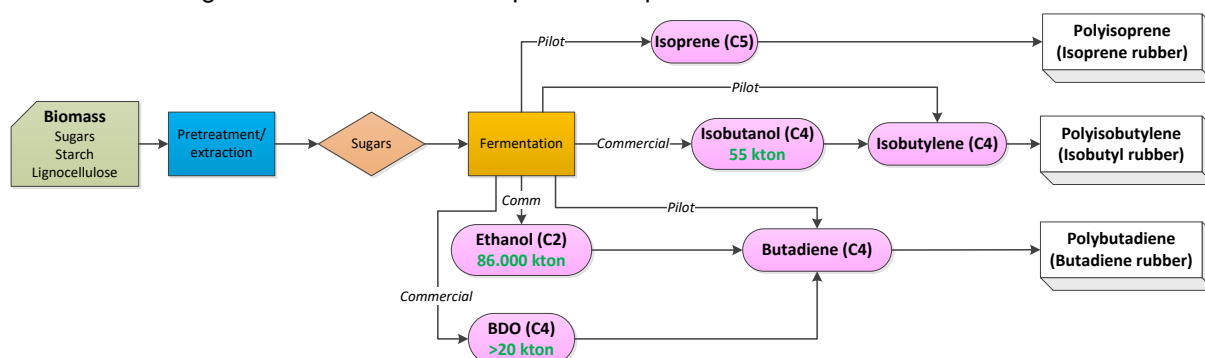 Pilot
Isoprene (C5)
Polyisoprene
(Isoprene rubber)
Pilot
Biomass
Sugars
Starch
Lignocellulose
Pretreatment/
extraction
Sugars
Fermentation
Commercial
Isobutanol (C4)
55 kton
Isobutylene (C4)
Polyisobutylene
(Isobutyl rubber)
Comm
Pilot
Ethanol (C2)
86.000 kton
Butadiene (C4)
Polybutadiene
(Butadiene rubber)
Commercial
BDO (C4)
>20 kton